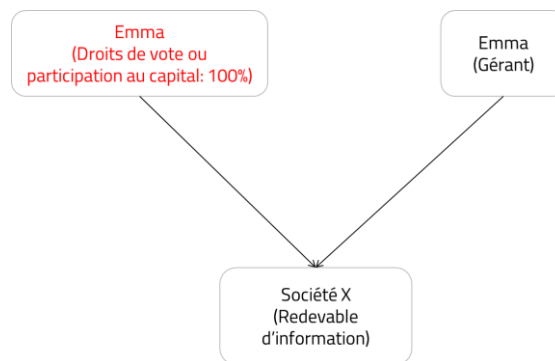 Emma
(Droits de vote ou
participation au capital: 100%)
Emma
(Gérant)
Société X
(Redevable
d’information)